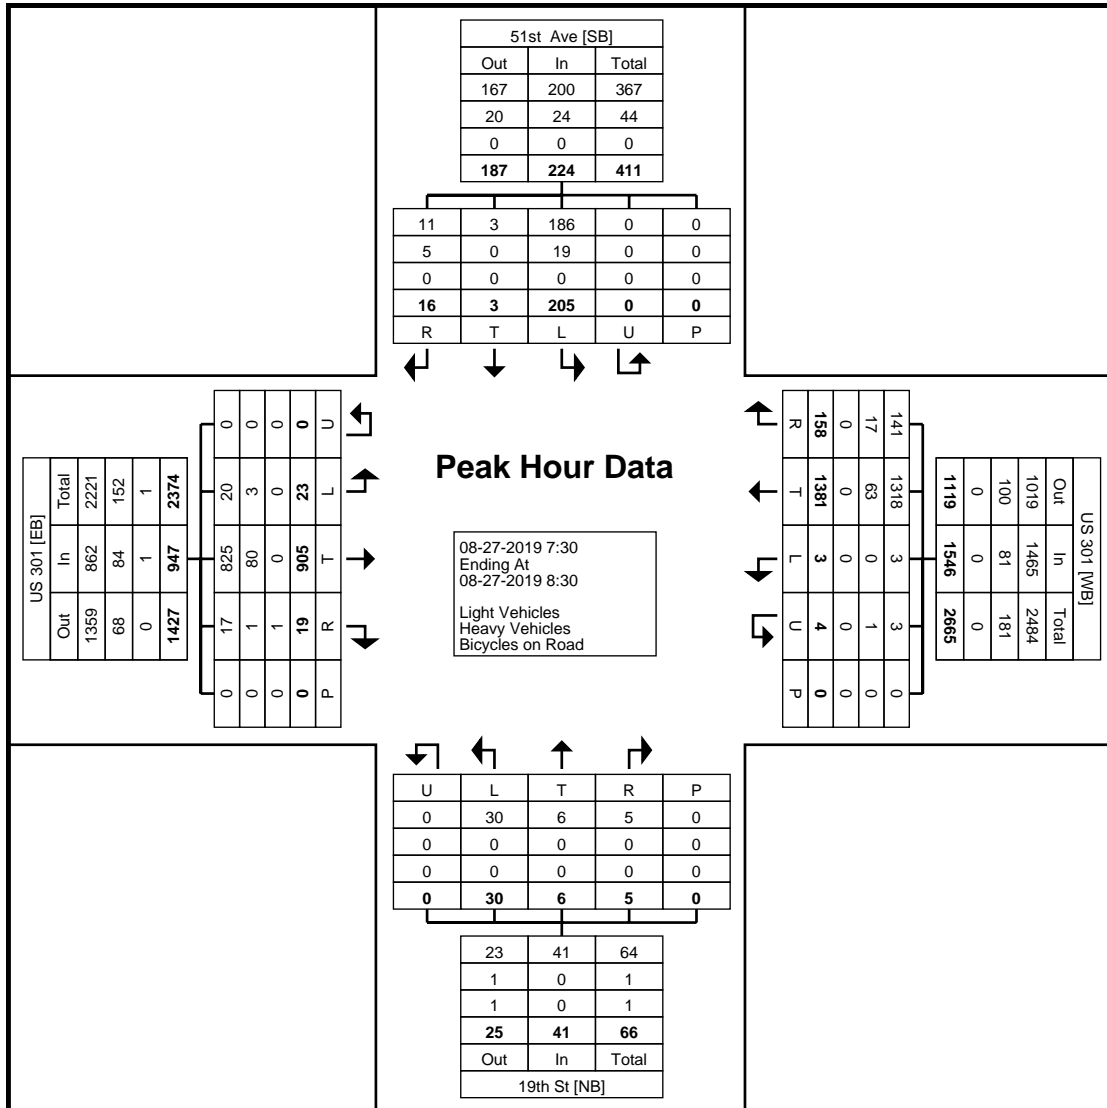 51st Ave [SB]
Out In Total
167 200 367
20 24 44
0 0 0
187 224 411
11 3 186 0 0
5 0 19 0 0
0 0 0 0 0
16 3 205 0 0
R T L U P
US 301 [EB]
Total 2221 152 1 2374
In 862 84 1 947
Out 1359 68 0 1427
0 0 0 0 U
20 3 0 23 L
825 80 0 905 T
17 1 1 19 R
0 0 0 0 P
Peak Hour Data
08-27-2019 7:30
Ending At
08-27-2019 8:30
Light Vehicles
Heavy Vehicles
Bicycles on Road
R 158 0 17 141
T 1381 0 63 1318
L 3 0 0 3
U 4 0 1 3
P 0 0 0 0
1119 0 100 1019 Out
1546 0 81 1465 In
2665 0 181 2484 Total
US 301 [WB]
U L T R P
0 30 6 5 0
0 0 0 0 0
0 0 0 0 0
0 30 6 5 0
23 41 64
1 0 1
1 0 1
25 41 66
Out In Total
19th St [NB]